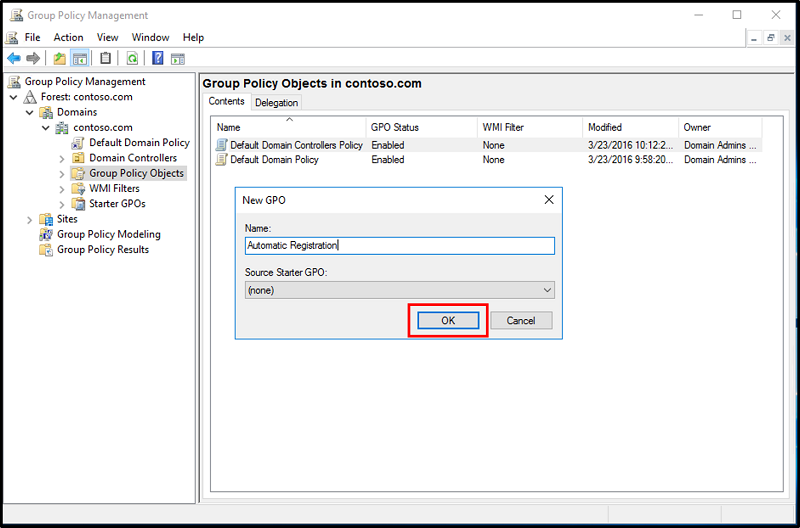 Group Policy Management
File Action View Window Help
Group Policy Management
Forest: contoso.com
Domains
contoso.com
Default Domain Policy
Domain Controllers
Group Policy Objects
WMI Filters
Starter GPOs
Sites
Group Policy Modeling
Group Policy Results
Group Policy Objects in contoso.com
Contents Delegation
Name GPO Status WMI Filter Modified Owner
Default Domain Controllers Policy Enabled None 3/23/2016 10:12:2... Domain Admins ...
Default Domain Policy Enabled None 3/23/2016 9:58:20... Domain Admins ...
New GPO
Name:
Automatic Registration
Source Starter GPO:
(none)
OK Cancel